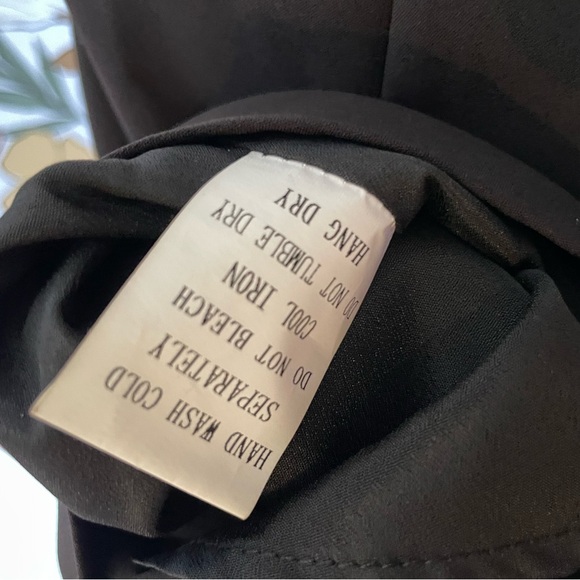 HAND WASH COLD
SEPARATELY
DO NOT BLEACH
COOL IRON
DO NOT TUMBLE DRY
HANG DRY